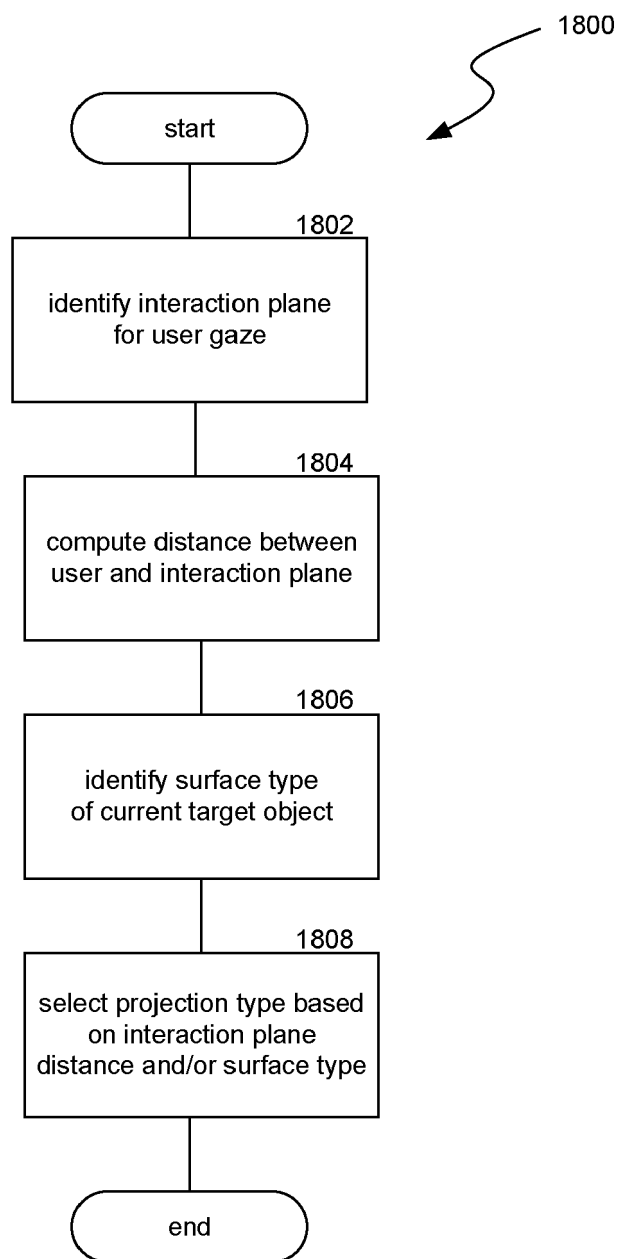 1800
start
1802
identify interaction plane
for user gaze
1804
compute distance between
user and interaction plane
1806
identify surface type
of current target object
1808
select projection type based
on interaction plane
distance and/or surface type
end